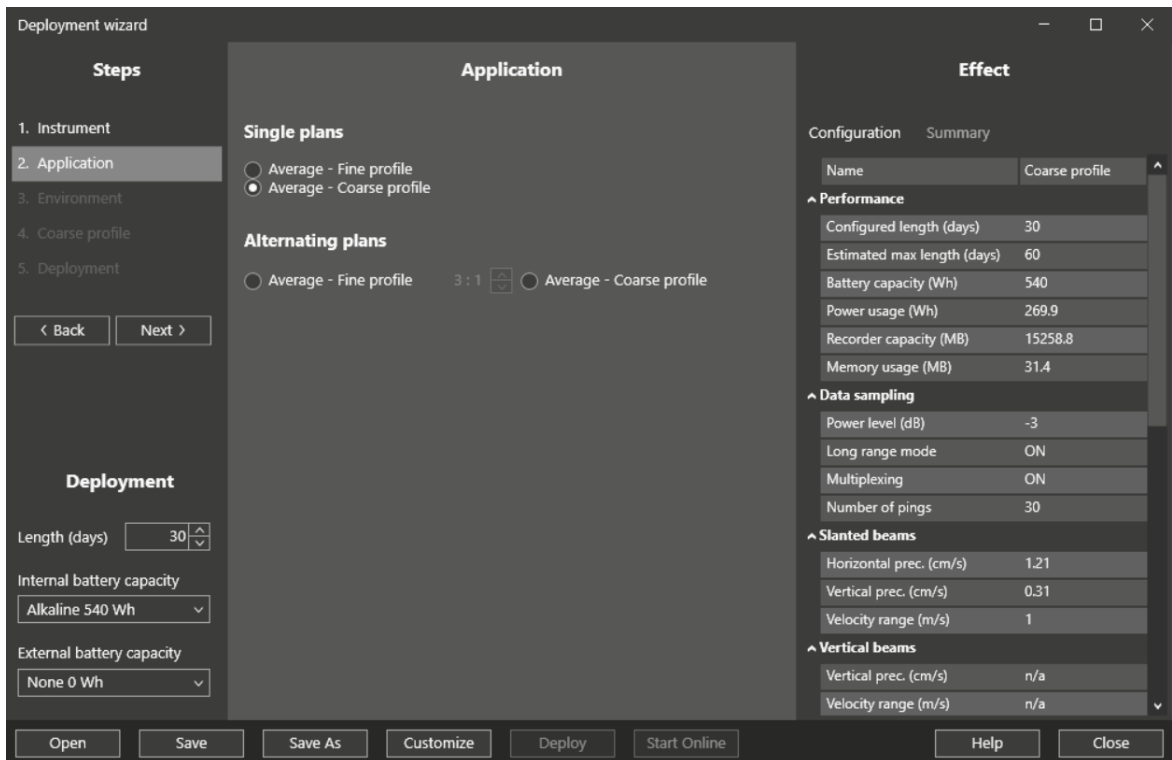 Deployment wizard
Steps
1. Instrument
2. Application
3. Environment
4. Coarse profile
5. Deployment
< Back
Next >
Deployment
Length (days)
30
Internal battery capacity
Alkaline 540 Wh
External battery capacity
None 0 Wh
Application
Single plans
Average - Fine profile
Average - Coarse profile
Alternating plans
Average - Fine profile
3 : 1
Average - Coarse profile
Effect
Configuration
Summary
Name Coarse profile
Performance
Configured length (days) 30
Estimated max length (days) 60
Battery capacity (Wh) 540
Power usage (Wh) 269.9
Recorder capacity (MB) 15258.8
Memory usage (MB) 31.4
Data sampling
Power level (dB) -3
Long range mode ON
Multiplexing ON
Number of pings 30
Slanted beams
Horizontal prec. (cm/s) 1.21
Vertical prec. (cm/s) 0.31
Velocity range (m/s) 1
Vertical beams
Vertical prec. (cm/s) n/a
Velocity range (m/s) n/a
Open
Save
Save As
Customize
Deploy
Start Online
Help
Close